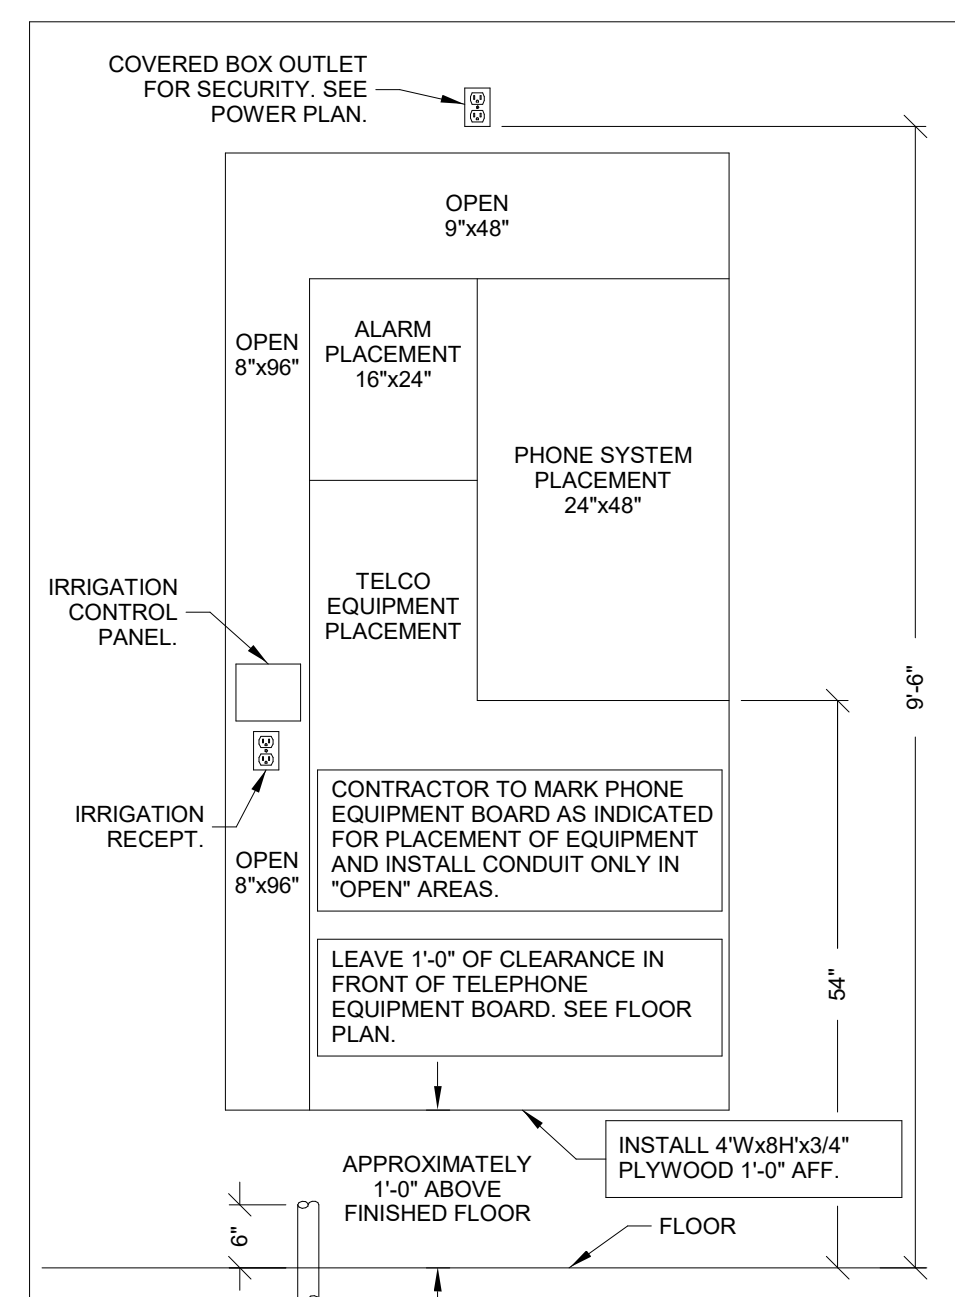 COVERED BOX OUTLET
FOR SECURITY. SEE
POWER PLAN.
OPEN
9"x48"
OPEN
8"x96"
ALARM
PLACEMENT
16"x24"
PHONE SYSTEM
PLACEMENT
24"x48"
TELCO
EQUIPMENT
PLACEMENT
IRRIGATION
CONTROL
PANEL.
9'-6"
IRRIGATION
RECEPT.
CONTRACTOR TO MARK PHONE
EQUIPMENT BOARD AS INDICATED
FOR PLACEMENT OF EQUIPMENT
AND INSTALL CONDUIT ONLY IN
"OPEN" AREAS.
OPEN
8"x96"
LEAVE 1'-0" OF CLEARANCE IN
FRONT OF TELEPHONE
EQUIPMENT BOARD. SEE FLOOR
PLAN.
54"
INSTALL 4'Wx8H'x3/4"
PLYWOOD 1'-0" AFF.
APPROXIMATELY
1'-0" ABOVE
FINISHED FLOOR
6"
FLOOR